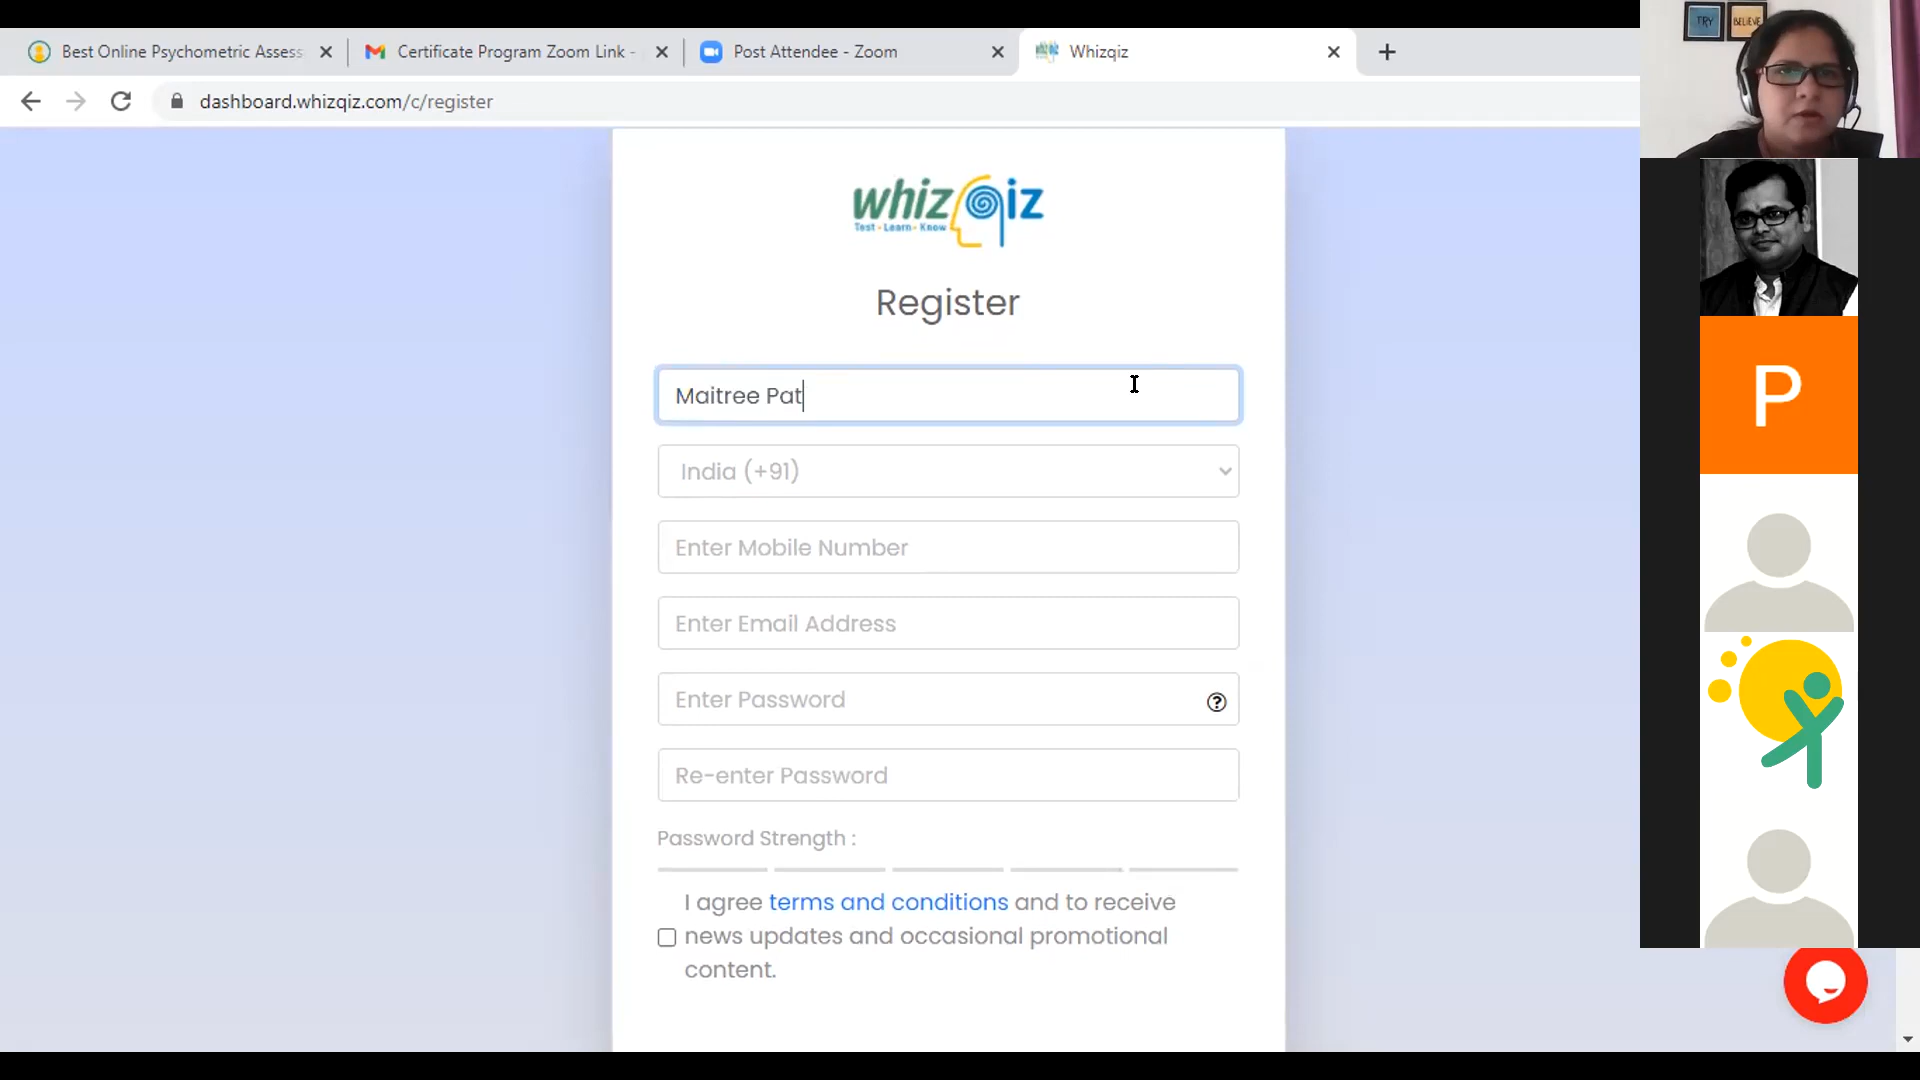 Best Online Psychometric Assess
Certificate Program Zoom Link -
Post Attendee - Zoom
Whizqiz
dashboard.whizqiz.com/c/register
TRY
BELIEVE
whizqiz
Test - Learn - Know
Register
Maitree Pat
India (+91)
Enter Mobile Number
Enter Email Address
Enter Password
Re-enter Password
Password Strength :
I agree terms and conditions and to receive
news updates and occasional promotional
content.
P